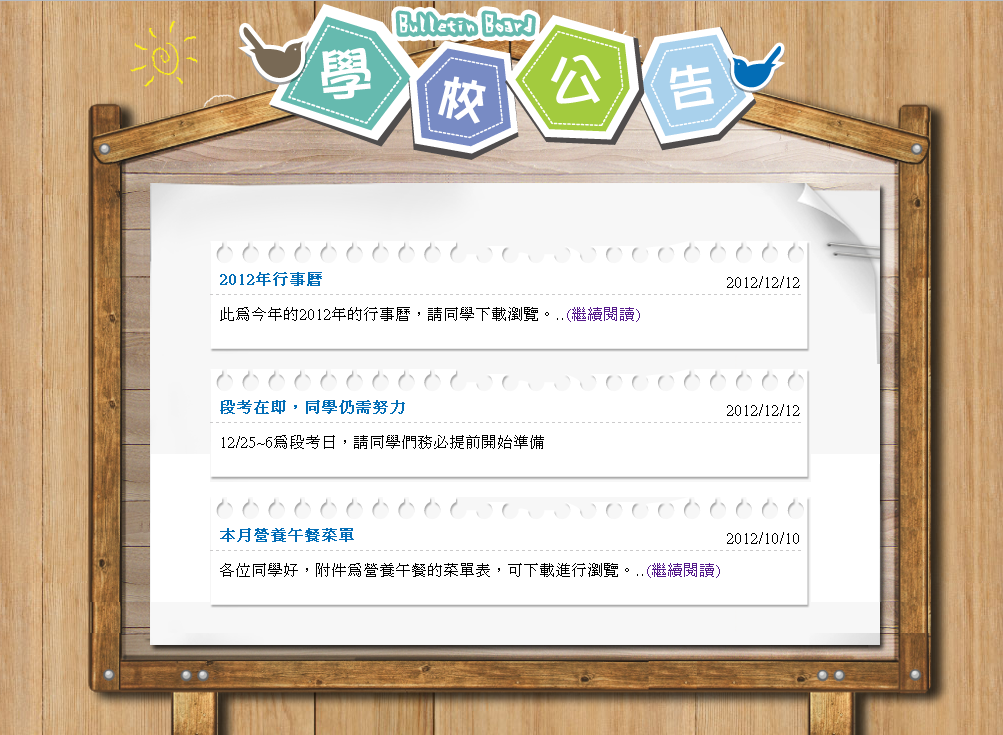 Bulletin Board
學校公告
2012年行事曆
2012/12/12
此為今年的2012年的行事曆，請同學下載瀏覽。..(繼續閱讀)
段考在即，同學仍需努力
2012/12/12
12/25~6為段考日，請同學們務必提前開始準備
本月營養午餐菜單
2012/10/10
各位同學好，附件為營養午餐的菜單表，可下載進行瀏覽。..(繼續閱讀)